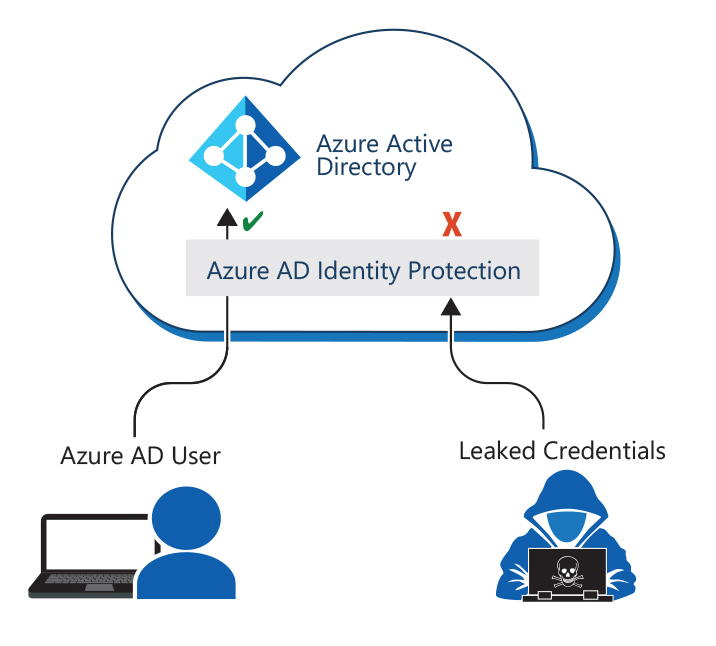 Azure Active
Directory
Azure AD Identity Protection
Azure AD User
Leaked Credentials